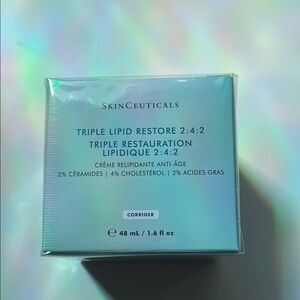 SKINCEUTICALS
TRIPLE LIPID RESTORE 2:4:2
TRIPLE RESTAURATION
LIPIDIQUE 2:4:2
CRÈME RELIPIDANTE ANTI-ÂGE
2% CÉRAMIDES | 4% CHOLESTÉROL | 2% ACIDES GRAS
CORRIGER
℮ 48 mL / 1.6 fl oz